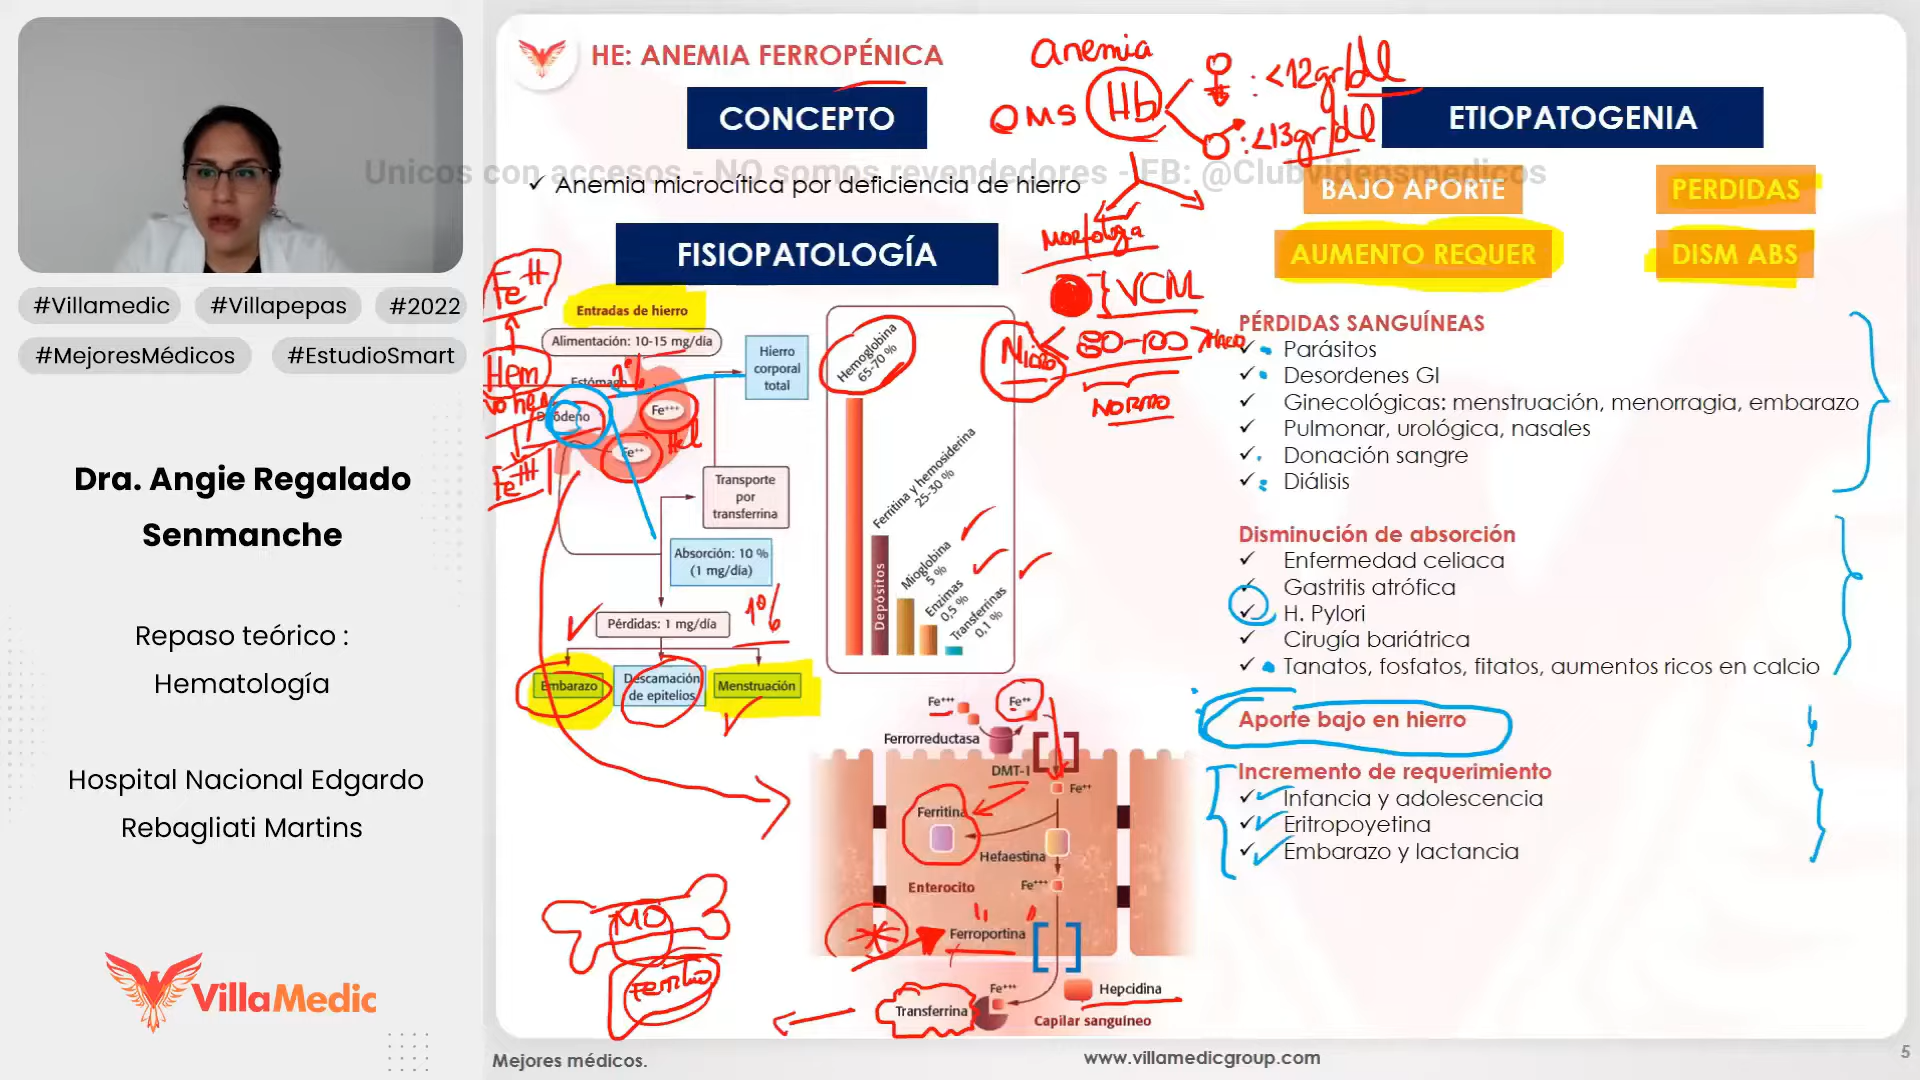 #Villamedic
#Villapepas
#2022
#MejoresMédicos
#EstudioSmart
Dra. Angie Regalado
Senmanche
Repaso teórico :
Hematología
Hospital Nacional Edgardo
Rebagliati Martins
VillaMedic
HE: ANEMIA FERROPÉNICA
CONCEPTO
Unicos con accesos - NO somos revendedores - FB: @Clubvideosmedicos
Anemia microcítica por deficiencia de hierro
FISIOPATOLOGÍA
anemia
OMS
Hb
: <12gr/dl
: <13gr/dl
Morfología
VCM
Micro < 80-100 > Macro
NORMO
Fe++
Hem
NO hem
Fe+++
Entradas de hierro
Alimentación: 10-15 mg/día
Estómago
Duodeno
Fe+++
Fe++
Hcl
Hierro
corporal
total
Transporte
por
transferrina
Absorción: 10 %
(1 mg/día)
Pérdidas: 1 mg/día
1%
Embarazo
Descamación
de epitelios
Menstruación
Hemoglobina
65-70 %
Ferritina y hemosiderina
25-30 %
Depósitos
Mioglobina
5 %
Enzimas
0,5 %
Transferrinas
0,1 %
Fe+++
Fe++
Ferrorreductasa
DMT-1
Fe++
Ferritina
Hefaestina
Enterocito
Fe+++
Ferroportina
Fe+++
Hepcidina
Transferrina
Capilar sanguíneo
MO
ETIOPATOGENIA
BAJO APORTE
PERDIDAS
AUMENTO REQUER
DISM ABS
PÉRDIDAS SANGUÍNEAS
Parásitos
Desordenes GI
Ginecológicas: menstruación, menorragia, embarazo
Pulmonar, urológica, nasales
Donación sangre
Diálisis
Disminución de absorción
Enfermedad celiaca
Gastritis atrófica
H. Pylori
Cirugía bariátrica
Tanatos, fosfatos, fitatos, aumentos ricos en calcio
Aporte bajo en hierro
Incremento de requerimiento
Infancia y adolescencia
Eritropoyetina
Embarazo y lactancia
Mejores médicos.
www.villamedicgroup.com
5